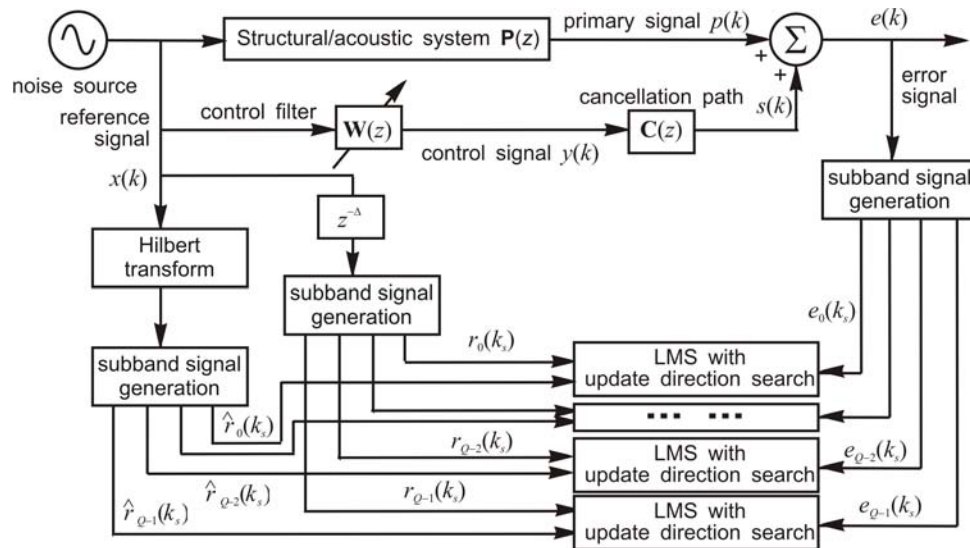 Structural/acoustic system P(z)
primary signal p(k)
e(k)
Σ
+
+
noise source
reference
signal
control filter
W(z)
cancellation path
C(z)
s(k)
error
signal
control signal y(k)
x(k)
z^{-Δ}
subband signal
generation
Hilbert
transform
subband signal
generation
e_0(k_s)
r_0(k_s)
LMS with
update direction search
subband signal
generation
r̂_0(k_s)
▪▪▪ ▪▪▪
r_{Q-2}(k_s)
LMS with
update direction search
e_{Q-2}(k_s)
r̂_{Q-2}(k_s)
r_{Q-1}(k_s)
r̂_{Q-1}(k_s)
LMS with
update direction search
e_{Q-1}(k_s)